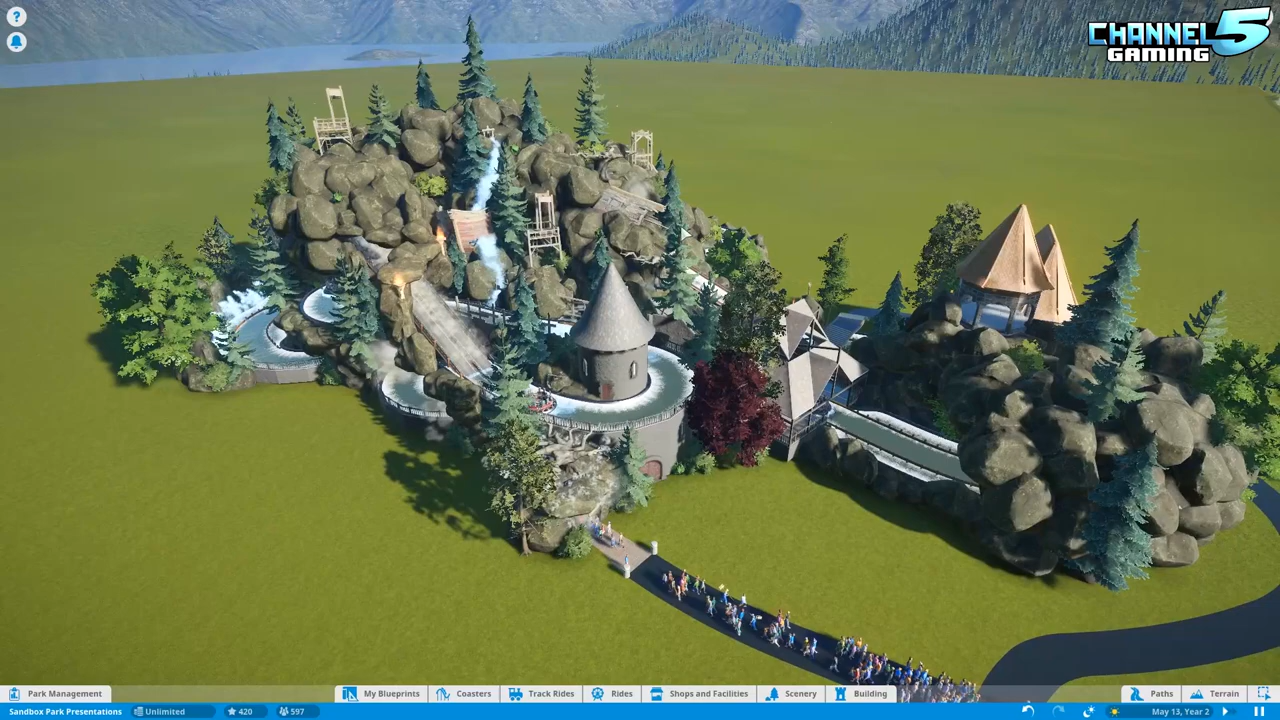 ?
CHANNEL 5
GAMING
Park Management
My Blueprints
Coasters
Track Rides
Rides
Shops and Facilities
Scenery
Building
Paths
Terrain
Sandbox Park Presentations
Unlimited
420
597
May 13, Year 2